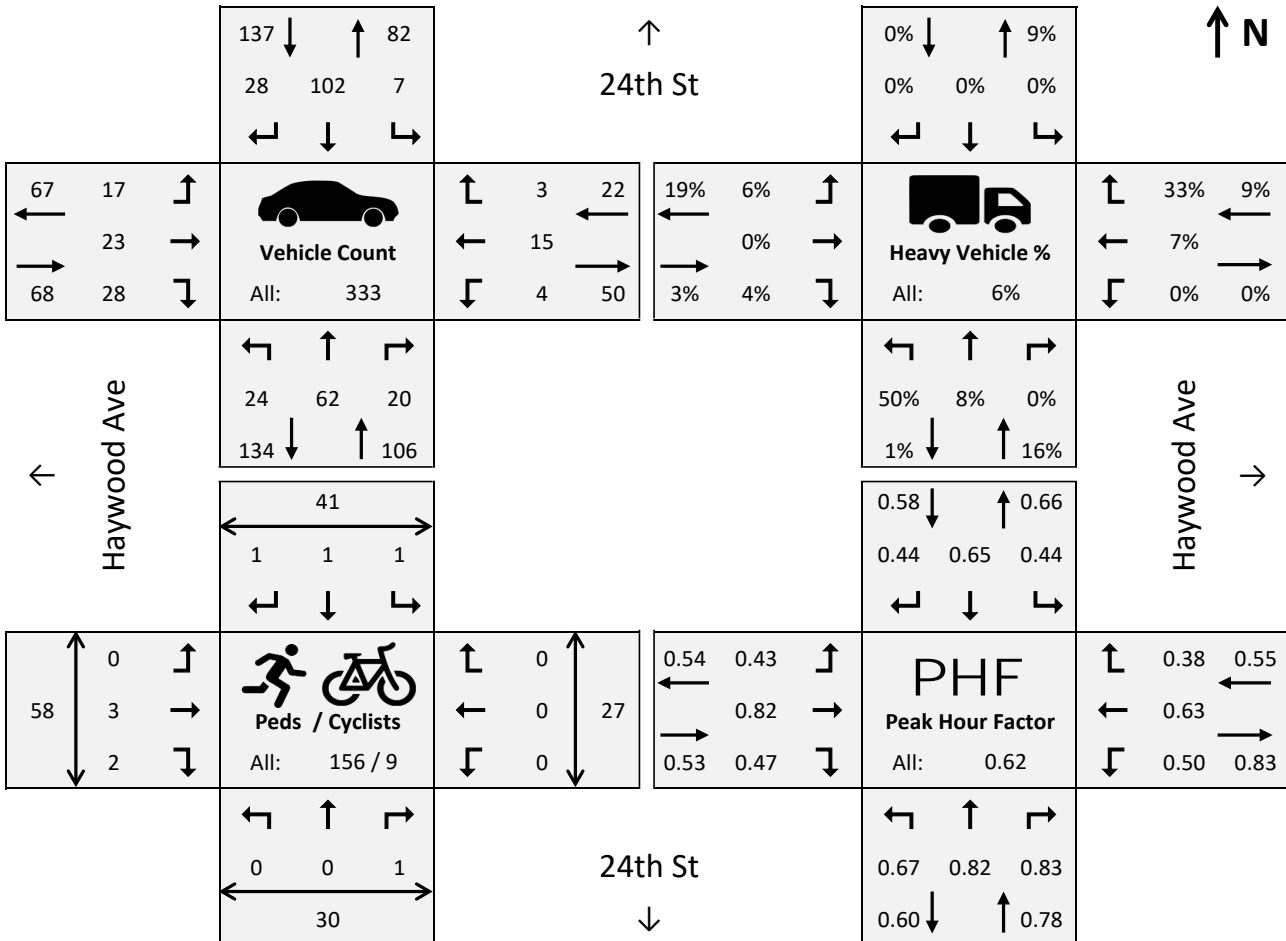 137 82 0% 9% N
24th St
28 102 7 0% 0% 0%
67 17 3 22 19% 6% 33% 9%
23 Vehicle Count 15 0% Heavy Vehicle % 7%
68 28 All: 333 4 50 3% 4% All: 6% 0% 0%
24 62 20 50% 8% 0%
134 106 1% 16%
Haywood Ave
Haywood Ave
41 0.58 0.66
1 1 1 0.44 0.65 0.44
0 0 0.54 0.43 PHF 0.38 0.55
58 3 Peds / Cyclists 0 27 0.82 Peak Hour Factor 0.63
2 All: 156 / 9 0 0.53 0.47 All: 0.62 0.50 0.83
0 0 1 24th St 0.67 0.82 0.83
30 0.60 0.78